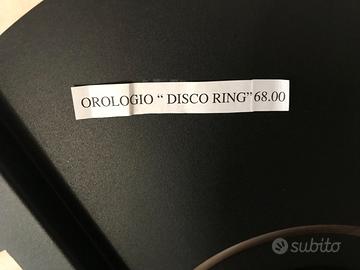 OROLOGIO “ DISCO RING” 68.00
subito